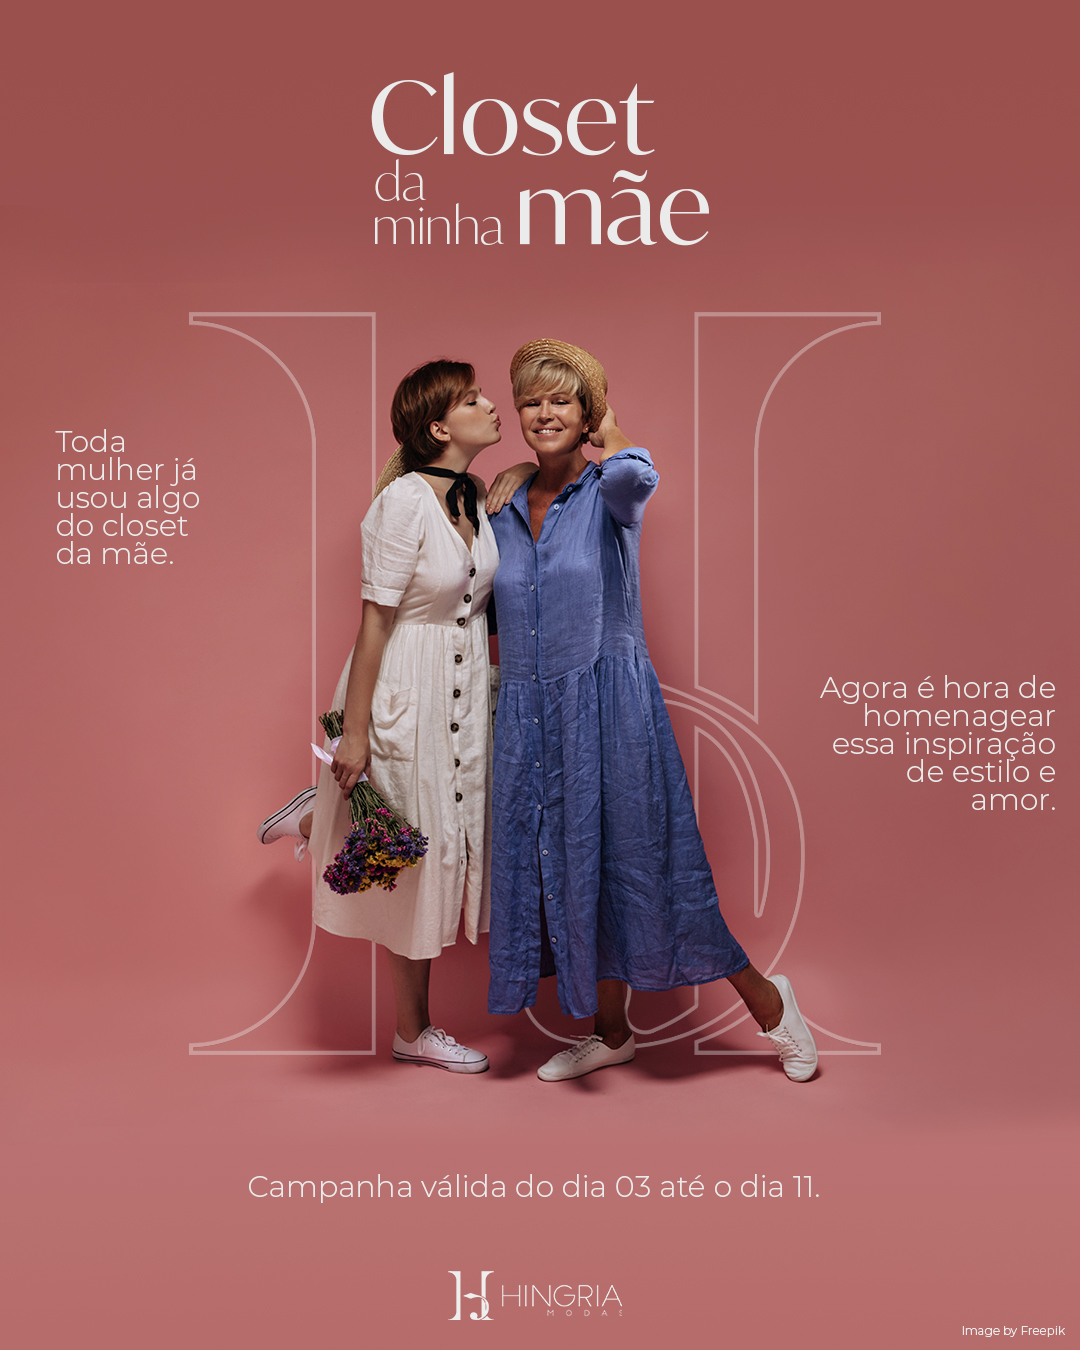 Closet
da
minha mãe
Toda
mulher já
usou algo
do closet
da mãe.
Agora é hora de
homenagear
essa inspiração
de estilo e
amor.
Campanha válida do dia 03 até o dia 11.
HINGRIA
MODAS
Image by Freepik